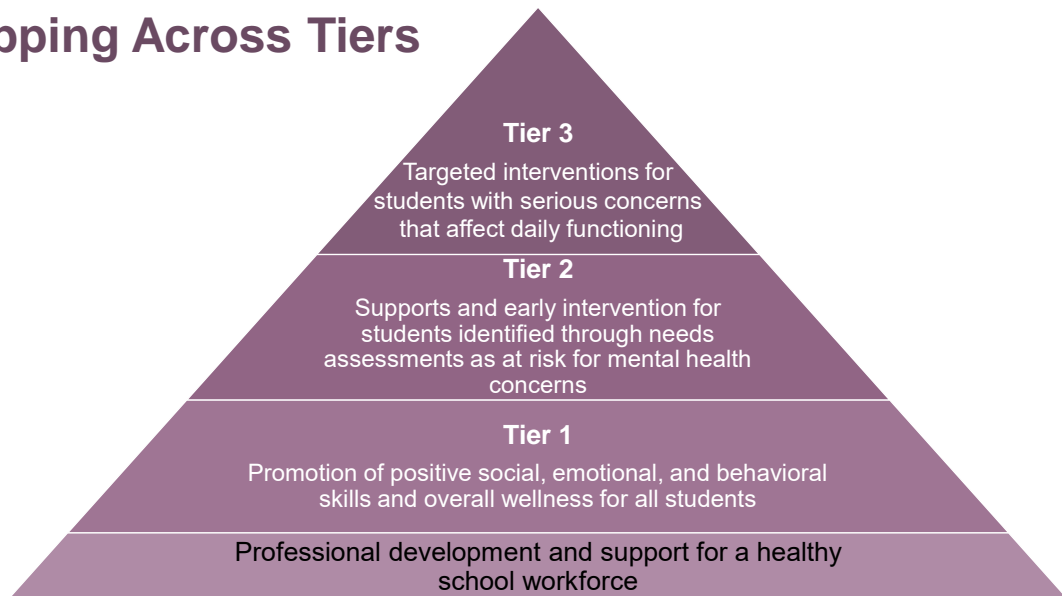 pping Across Tiers
Tier 3
Targeted interventions for
students with serious concerns
that affect daily functioning
Tier 2
Supports and early intervention for
students identified through needs
assessments as at risk for mental health
concerns
Tier 1
Promotion of positive social, emotional, and behavioral
skills and overall wellness for all students
Professional development and support for a healthy
school workforce